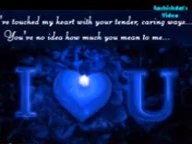 've touched my heart with your tender, caring ways...
You've no idea how much you mean to me...
I U